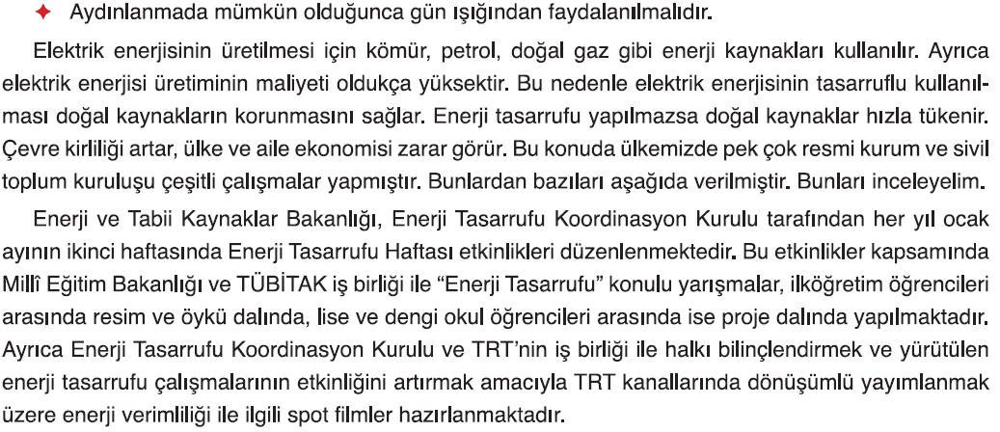 ✦ Aydınlanmada mümkün olduğunca gün ışığından faydalanılmalıdır.
Elektrik enerjisinin üretilmesi için kömür, petrol, doğal gaz gibi enerji kaynakları kullanılır. Ayrıca
elektrik enerjisi üretiminin maliyeti oldukça yüksektir. Bu nedenle elektrik enerjisinin tasarruflu kullanıl-
ması doğal kaynakların korunmasını sağlar. Enerji tasarrufu yapılmazsa doğal kaynaklar hızla tükenir.
Çevre kirliliği artar, ülke ve aile ekonomisi zarar görür. Bu konuda ülkemizde pek çok resmi kurum ve sivil
toplum kuruluşu çeşitli çalışmalar yapmıştır. Bunlardan bazıları aşağıda verilmiştir. Bunları inceleyelim.
Enerji ve Tabii Kaynaklar Bakanlığı, Enerji Tasarrufu Koordinasyon Kurulu tarafından her yıl ocak
ayının ikinci haftasında Enerji Tasarrufu Haftası etkinlikleri düzenlenmektedir. Bu etkinlikler kapsamında
Millî Eğitim Bakanlığı ve TÜBİTAK iş birliği ile “Enerji Tasarrufu” konulu yarışmalar, ilköğretim öğrencileri
arasında resim ve öykü dalında, lise ve dengi okul öğrencileri arasında ise proje dalında yapılmaktadır.
Ayrıca Enerji Tasarrufu Koordinasyon Kurulu ve TRT’nin iş birliği ile halkı bilinçlendirmek ve yürütülen
enerji tasarrufu çalışmalarının etkinliğini artırmak amacıyla TRT kanallarında dönüşümlü yayımlanmak
üzere enerji verimliliği ile ilgili spot filmler hazırlanmaktadır.